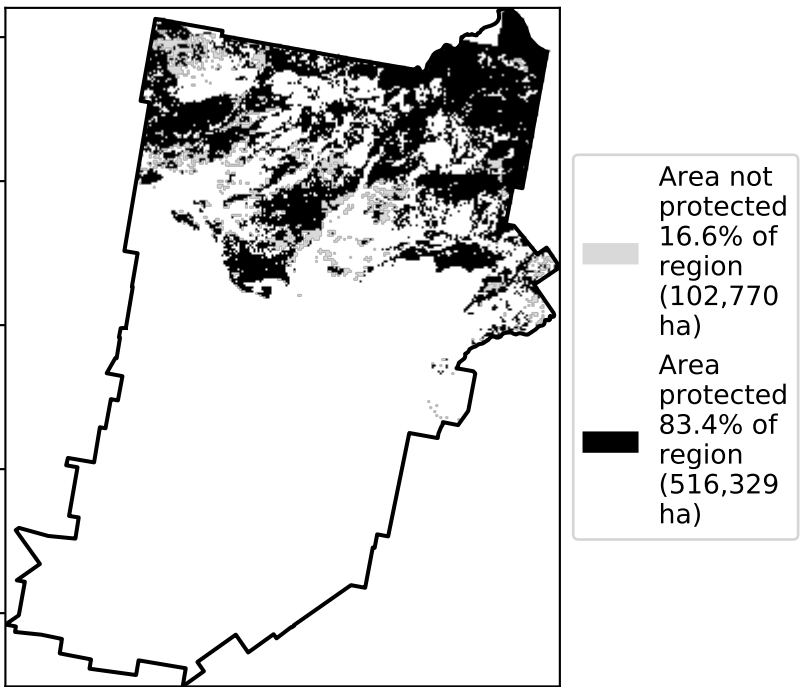 Area not
protected
16.6% of
region
(102,770
ha)
Area
protected
83.4% of
region
(516,329
ha)